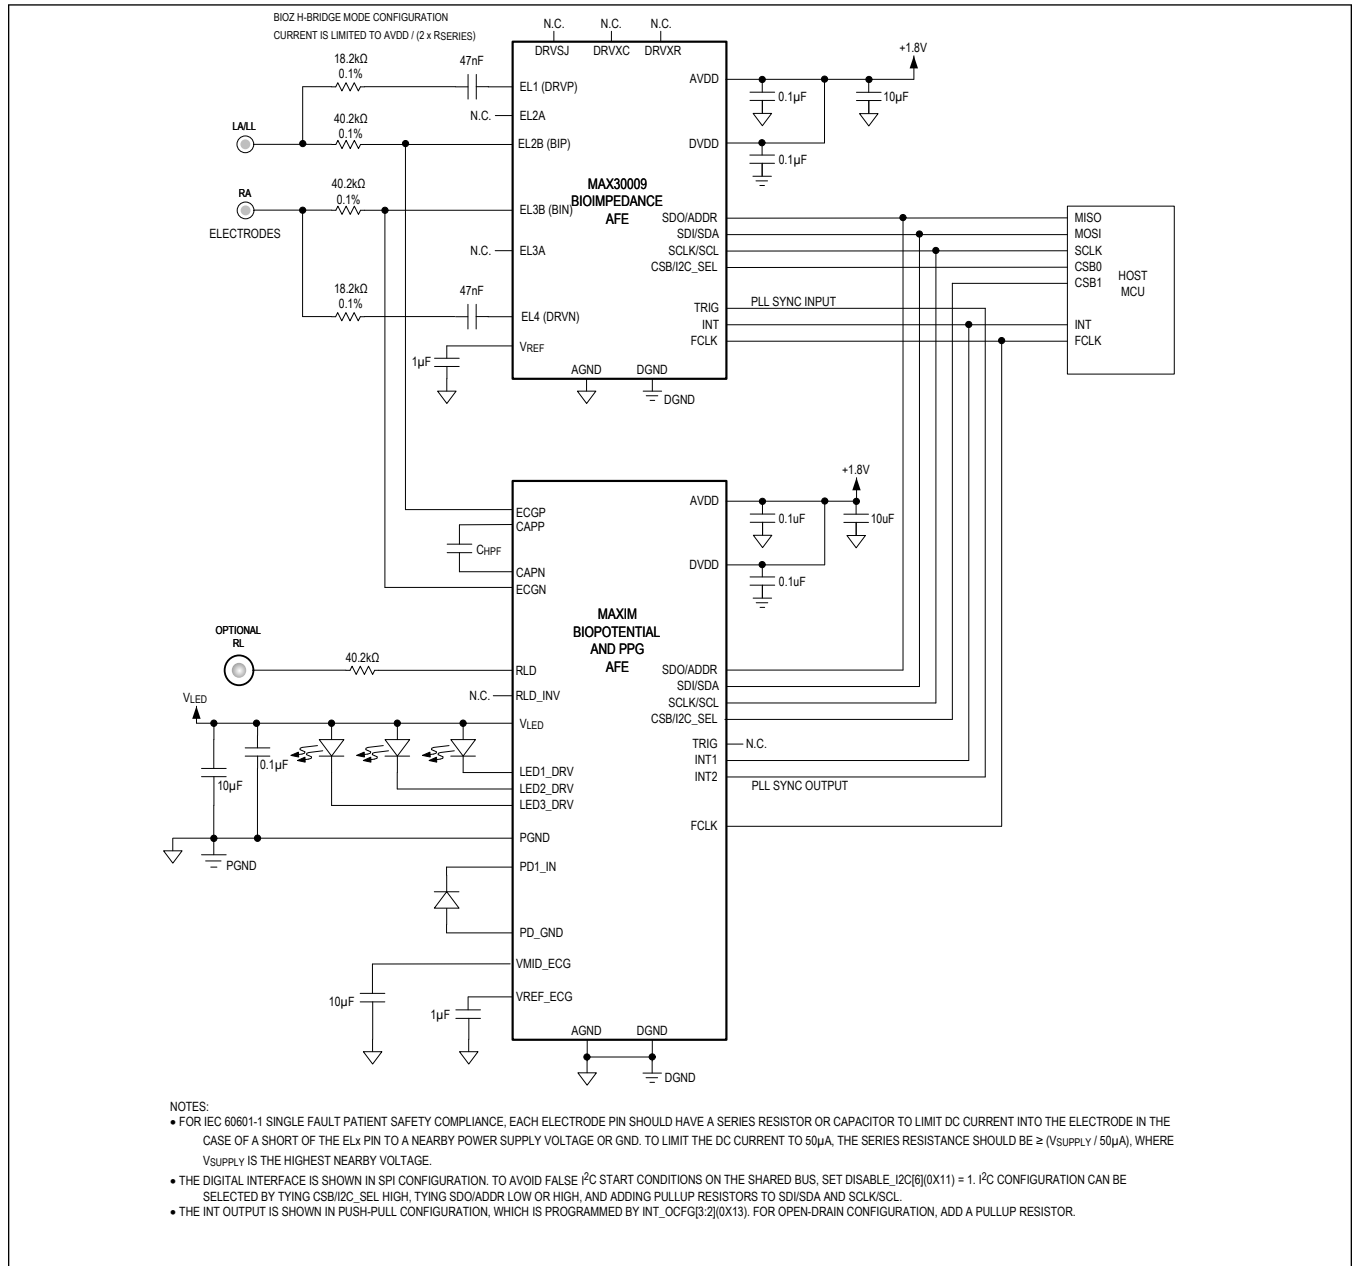 BIOZ H-BRIDGE MODE CONFIGURATION
CURRENT IS LIMITED TO AVDD / (2 x RSERIES)
N.C.
N.C.
N.C.
DRVSJ
DRVXC
DRVXR
+1.8V
18.2kΩ
0.1%
47nF
EL1 (DRVP)
AVDD
0.1µF
10µF
N.C.
EL2A
LA/LL
40.2kΩ
0.1%
EL2B (BIP)
DVDD
0.1µF
MAX30009
BIOIMPEDANCE
AFE
RA
40.2kΩ
0.1%
EL3B (BIN)
ELECTRODES
N.C.
EL3A
SDO/ADDR
SDI/SDA
SCLK/SCL
CSB/I2C_SEL
MISO
MOSI
SCLK
CSB0
CSB1
HOST
MCU
18.2kΩ
0.1%
47nF
EL4 (DRVN)
TRIG
PLL SYNC INPUT
INT
INT
FCLK
FCLK
1µF
VREF
AGND
DGND
DGND
+1.8V
AVDD
0.1uF
10uF
ECGP
CAPP
CHPF
CAPN
ECGN
DVDD
0.1uF
MAXIM
BIOPOTENTIAL
AND PPG
AFE
OPTIONAL
RL
40.2kΩ
RLD
N.C.
RLD_INV
SDO/ADDR
SDI/SDA
SCLK/SCL
CSB/I2C_SEL
VLED
VLED
TRIG
N.C.
INT1
INT2
PLL SYNC OUTPUT
10µF
0.1µF
LED1_DRV
LED2_DRV
LED3_DRV
FCLK
PGND
PGND
PD1_IN
PD_GND
VMID_ECG
10µF
VREF_ECG
1µF
AGND
DGND
DGND
NOTES:
• FOR IEC 60601-1 SINGLE FAULT PATIENT SAFETY COMPLIANCE, EACH ELECTRODE PIN SHOULD HAVE A SERIES RESISTOR OR CAPACITOR TO LIMIT DC CURRENT INTO THE ELECTRODE IN THE
CASE OF A SHORT OF THE ELx PIN TO A NEARBY POWER SUPPLY VOLTAGE OR GND. TO LIMIT THE DC CURRENT TO 50µA, THE SERIES RESISTANCE SHOULD BE ≥ (VSUPPLY / 50µA), WHERE
VSUPPLY IS THE HIGHEST NEARBY VOLTAGE.
• THE DIGITAL INTERFACE IS SHOWN IN SPI CONFIGURATION. TO AVOID FALSE I²C START CONDITIONS ON THE SHARED BUS, SET DISABLE_I2C[6](0X11) = 1. I²C CONFIGURATION CAN BE
SELECTED BY TYING CSB/I2C_SEL HIGH, TYING SDO/ADDR LOW OR HIGH, AND ADDING PULLUP RESISTORS TO SDI/SDA AND SCLK/SCL.
• THE INT OUTPUT IS SHOWN IN PUSH-PULL CONFIGURATION, WHICH IS PROGRAMMED BY INT_OCFG[3:2](0X13). FOR OPEN-DRAIN CONFIGURATION, ADD A PULLUP RESISTOR.